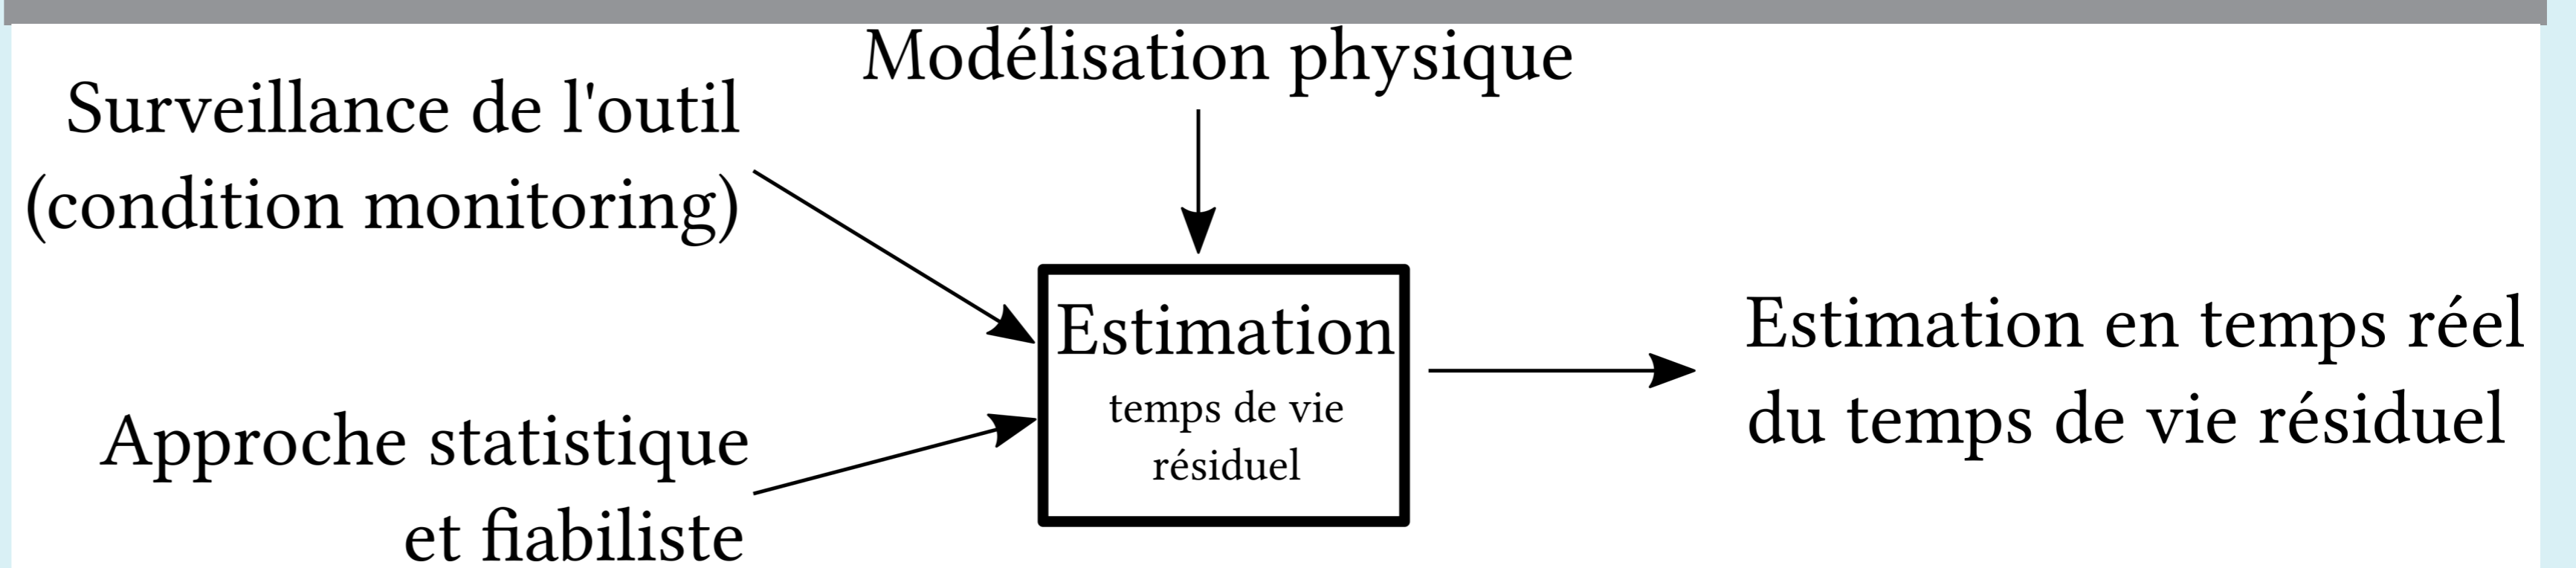 Modélisation physique
Surveillance de l'outil
(condition monitoring)
Estimation
temps de vie
résiduel
Estimation en temps réel
du temps de vie résiduel
Approche statistique
et fiabiliste